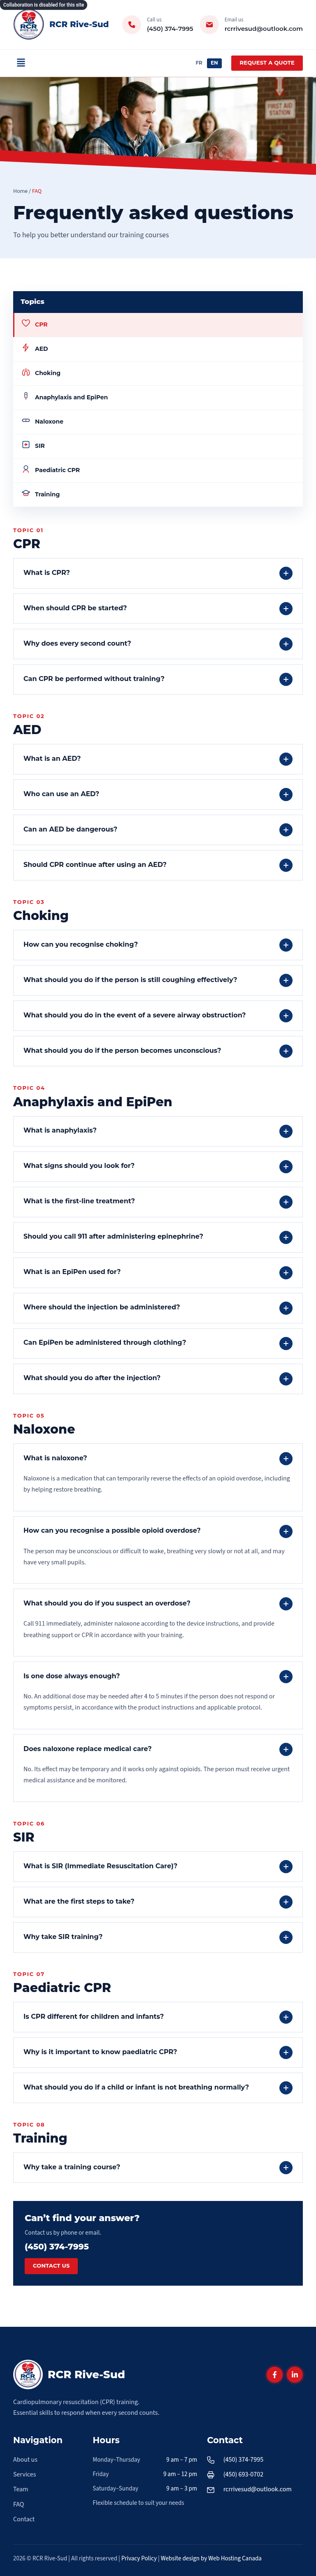 Collaboration is disabled for this site
RCR Rive-Sud
Call us
(450) 374-7995
Email us
rcrrivesud@outlook.com
FR
EN
REQUEST A QUOTE
FIRST AID
STATION
Home / FAQ
Frequently asked questions
To help you better understand our training courses
Topics
CPR
AED
Choking
Anaphylaxis and EpiPen
Naloxone
SIR
Paediatric CPR
Training
TOPIC 01
CPR
What is CPR?
When should CPR be started?
Why does every second count?
Can CPR be performed without training?
TOPIC 02
AED
What is an AED?
Who can use an AED?
Can an AED be dangerous?
Should CPR continue after using an AED?
TOPIC 03
Choking
How can you recognise choking?
What should you do if the person is still coughing effectively?
What should you do in the event of a severe airway obstruction?
What should you do if the person becomes unconscious?
TOPIC 04
Anaphylaxis and EpiPen
What is anaphylaxis?
What signs should you look for?
What is the first-line treatment?
Should you call 911 after administering epinephrine?
What is an EpiPen used for?
Where should the injection be administered?
Can EpiPen be administered through clothing?
What should you do after the injection?
TOPIC 05
Naloxone
What is naloxone?
Naloxone is a medication that can temporarily reverse the effects of an opioid overdose, including
by helping restore breathing.
How can you recognise a possible opioid overdose?
The person may be unconscious or difficult to wake, breathing very slowly or not at all, and may
have very small pupils.
What should you do if you suspect an overdose?
Call 911 immediately, administer naloxone according to the device instructions, and provide
breathing support or CPR in accordance with your training.
Is one dose always enough?
No. An additional dose may be needed after 4 to 5 minutes if the person does not respond or
symptoms persist, in accordance with the product instructions and applicable protocol.
Does naloxone replace medical care?
No. Its effect may be temporary and it works only against opioids. The person must receive urgent
medical assistance and be monitored.
TOPIC 06
SIR
What is SIR (Immediate Resuscitation Care)?
What are the first steps to take?
Why take SIR training?
TOPIC 07
Paediatric CPR
Is CPR different for children and infants?
Why is it important to know paediatric CPR?
What should you do if a child or infant is not breathing normally?
TOPIC 08
Training
Why take a training course?
Can't find your answer?
Contact us by phone or email.
(450) 374-7995
CONTACT US
RCR Rive-Sud
Cardiopulmonary resuscitation (CPR) training.
Essential skills to respond when every second counts.
Navigation
About us
Services
Team
FAQ
Contact
Hours
Monday–Thursday 9 am – 7 pm
Friday 9 am – 12 pm
Saturday–Sunday 9 am – 3 pm
Flexible schedule to suit your needs
Contact
(450) 374-7995
(450) 693-0702
rcrrivesud@outlook.com
2026 © RCR Rive-Sud | All rights reserved | Privacy Policy | Website design by Web Hosting Canada